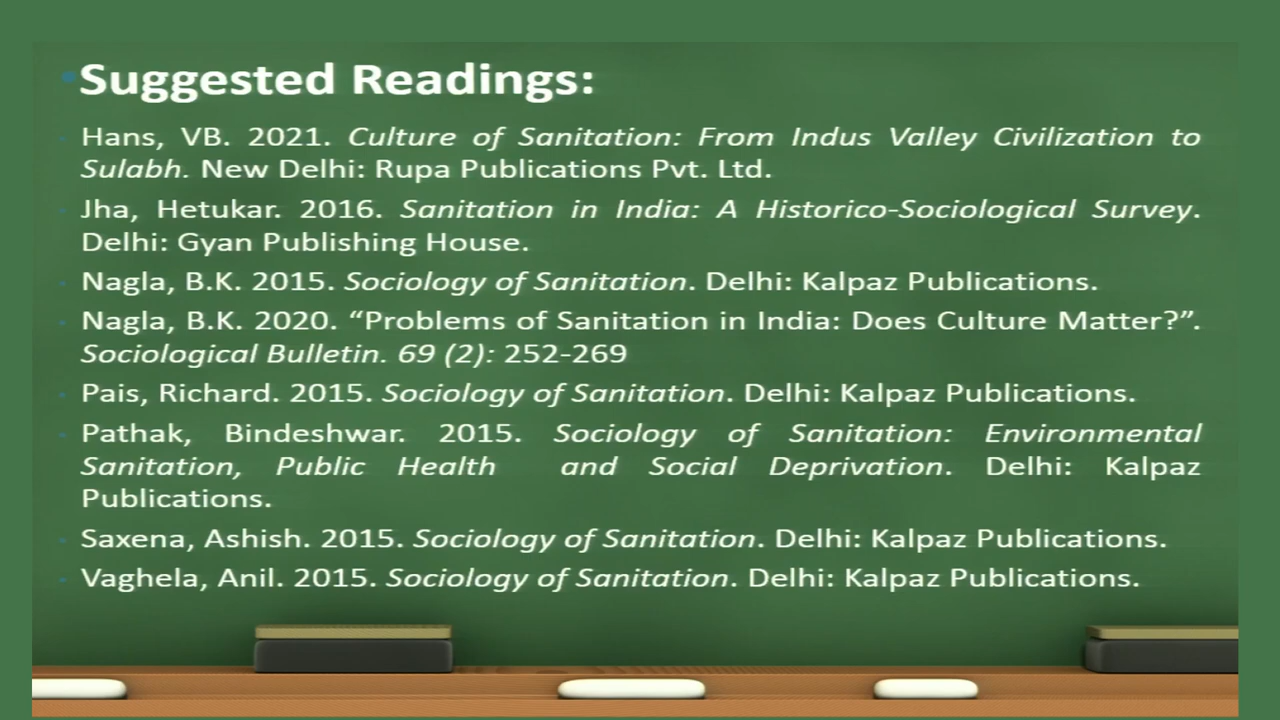 Suggested Readings:
Hans, VB. 2021. Culture of Sanitation: From Indus Valley Civilization to
Sulabh. New Delhi: Rupa Publications Pvt. Ltd.
Jha, Hetukar. 2016. Sanitation in India: A Historico-Sociological Survey.
Delhi: Gyan Publishing House.
Nagla, B.K. 2015. Sociology of Sanitation. Delhi: Kalpaz Publications.
Nagla, B.K. 2020. “Problems of Sanitation in India: Does Culture Matter?”.
Sociological Bulletin. 69 (2): 252-269
Pais, Richard. 2015. Sociology of Sanitation. Delhi: Kalpaz Publications.
Pathak, Bindeshwar. 2015. Sociology of Sanitation: Environmental
Sanitation, Public Health and Social Deprivation. Delhi: Kalpaz
Publications.
Saxena, Ashish. 2015. Sociology of Sanitation. Delhi: Kalpaz Publications.
Vaghela, Anil. 2015. Sociology of Sanitation. Delhi: Kalpaz Publications.